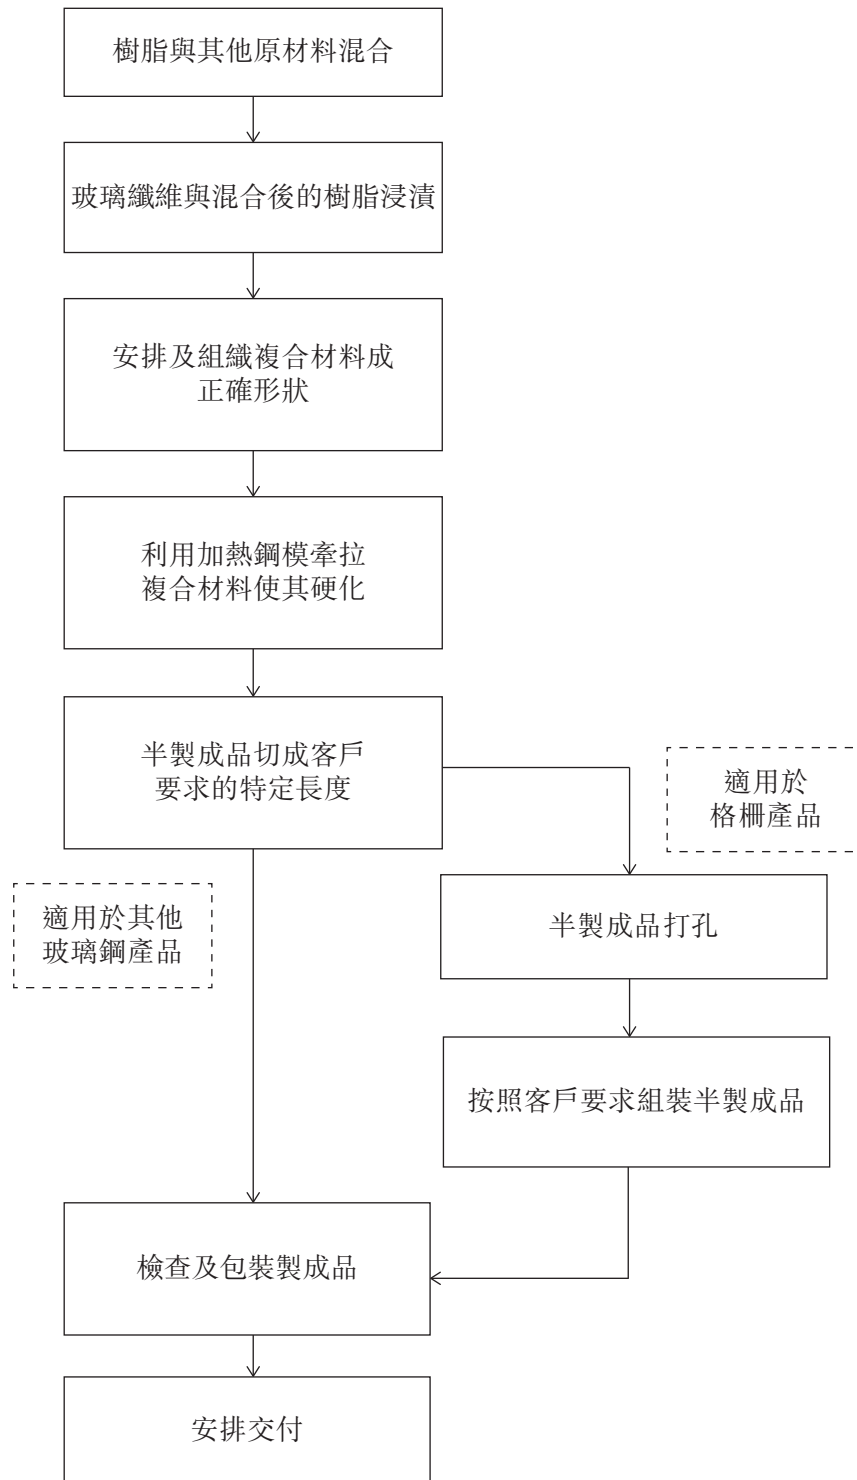 樹脂與其他原材料混合
玻璃纖維與混合後的樹脂浸漬
安排及組織複合材料成
正確形狀
利用加熱鋼模牽拉
複合材料使其硬化
半製成品切成客戶
要求的特定長度
適用於
格柵產品
適用於其他
玻璃鋼產品
半製成品打孔
按照客戶要求組裝半製成品
檢查及包裝製成品
安排交付